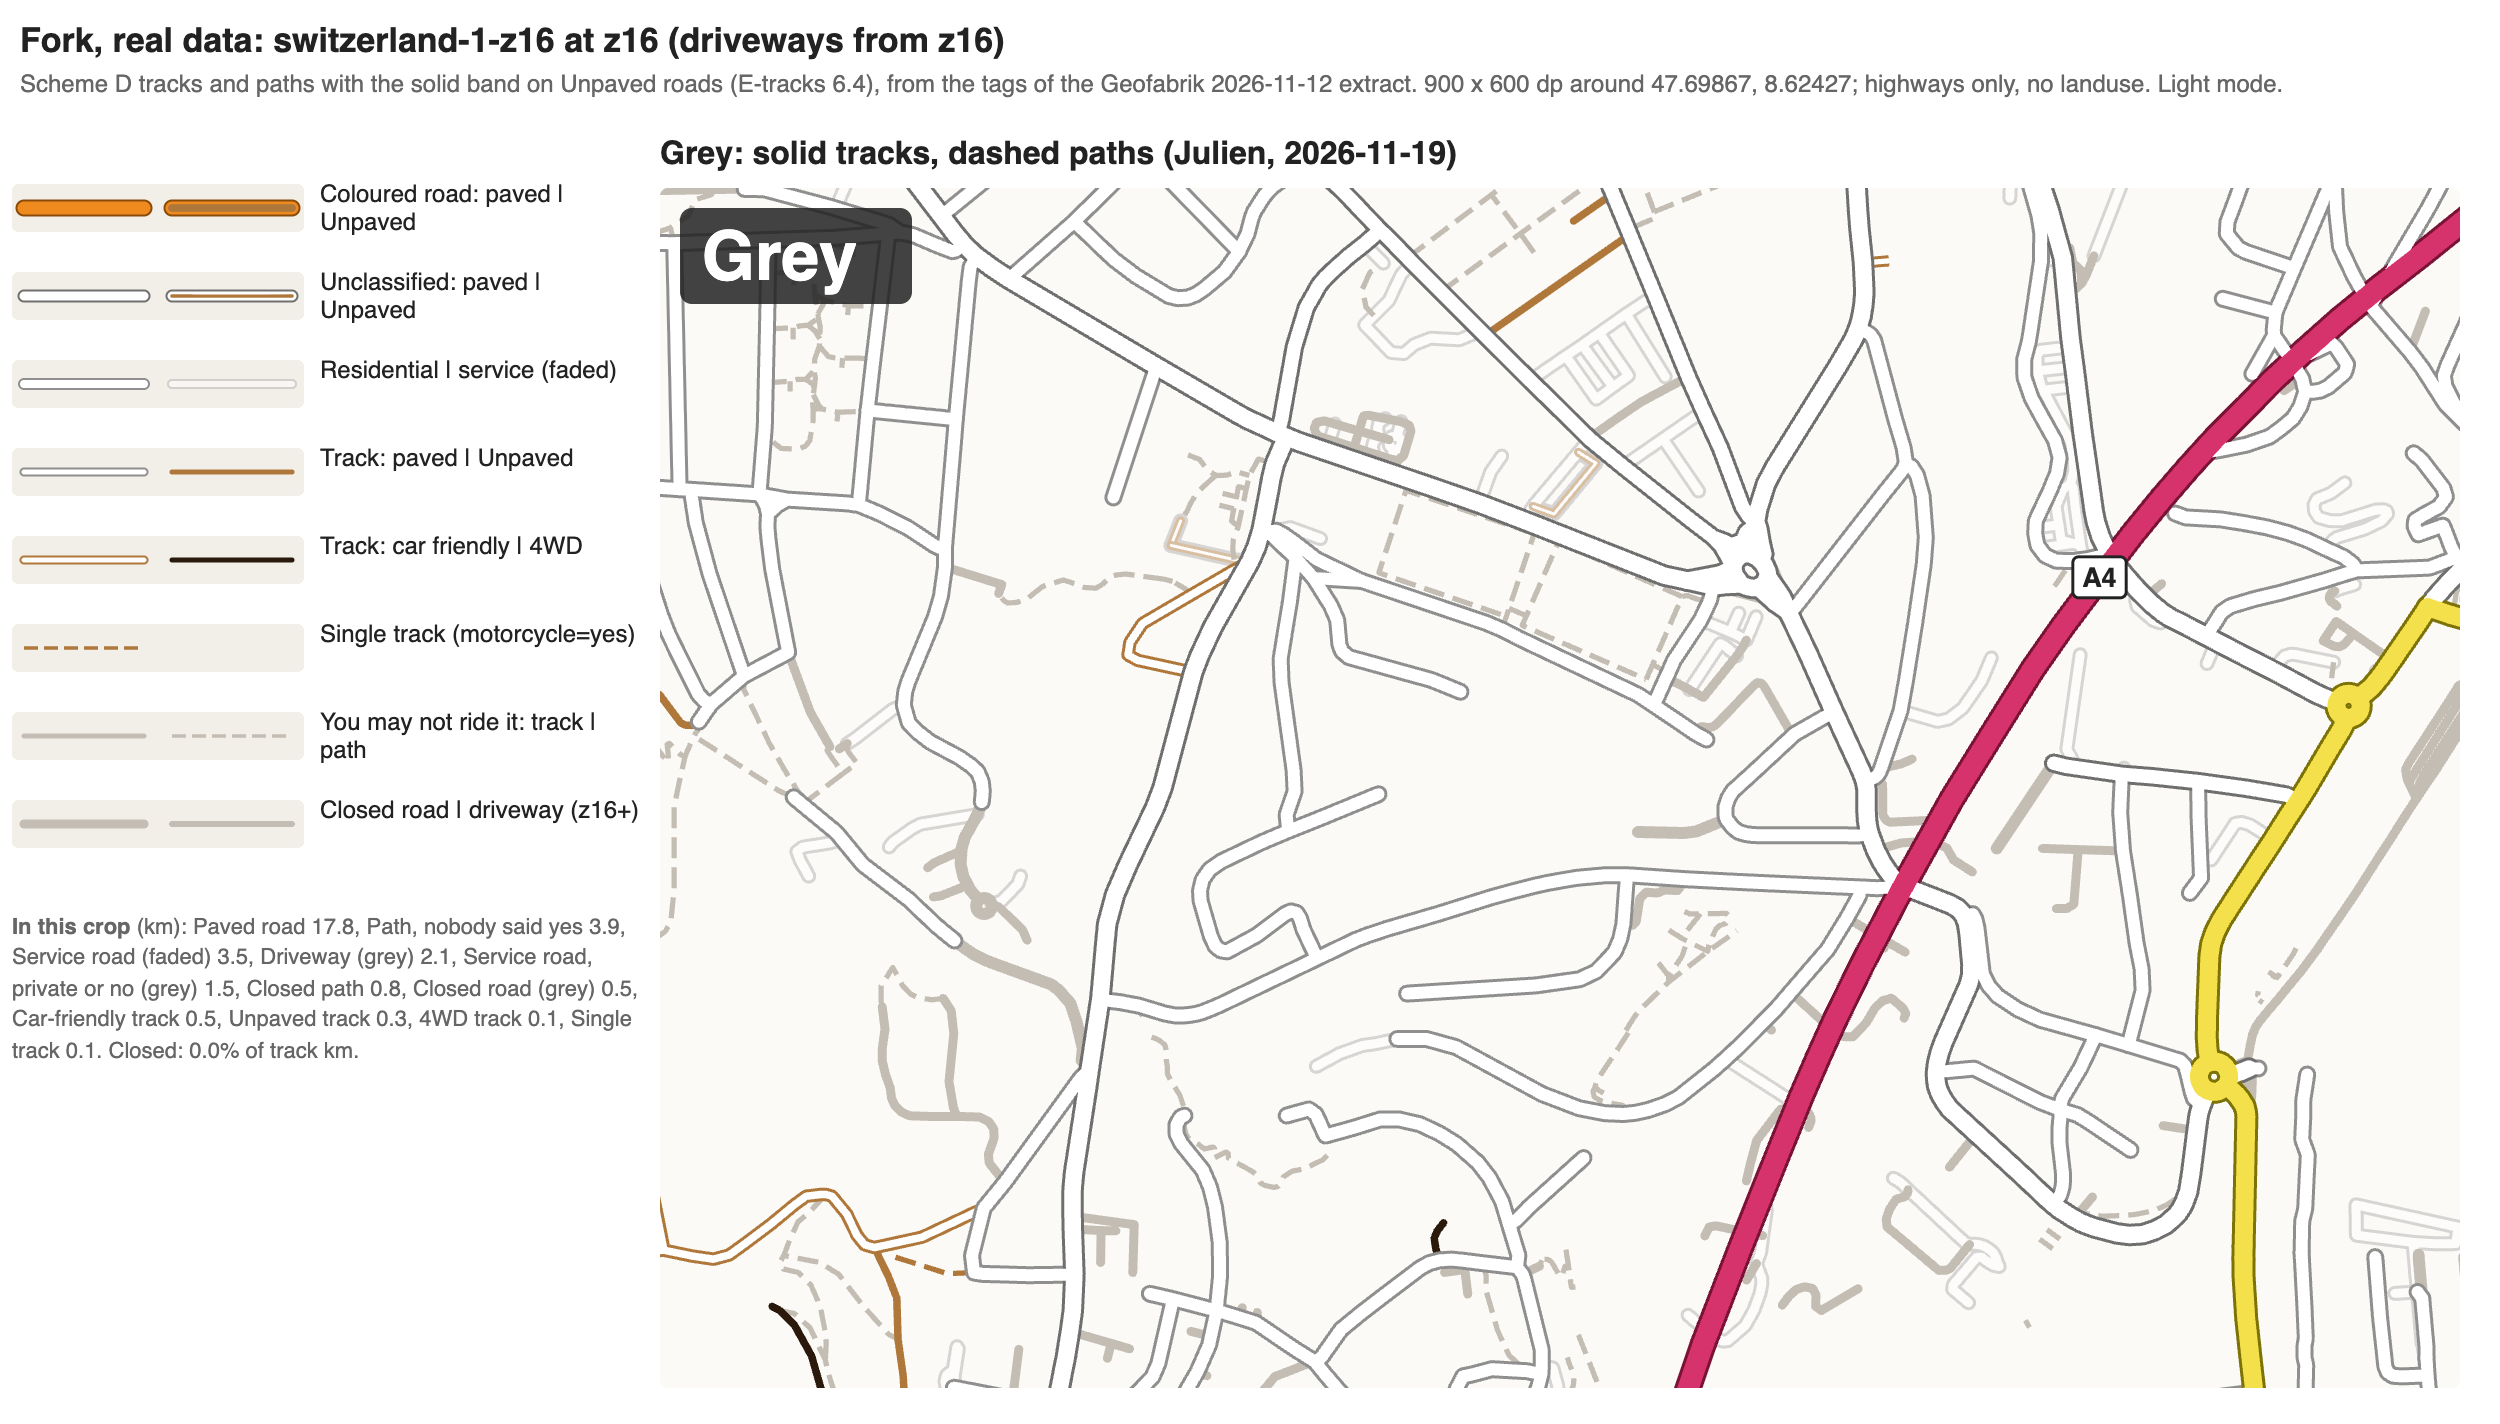 Fork, real data: switzerland-1-z16 at z16 (driveways from z16)
Scheme D tracks and paths with the solid band on Unpaved roads (E-tracks 6.4), from the tags of the Geofabrik 2026-11-12 extract. 900 x 600 dp around 47.69867, 8.62427; highways only, no landuse. Light mode.
Grey: solid tracks, dashed paths (Julien, 2026-11-19)
Coloured road: paved |
Unpaved
Unclassified: paved |
Unpaved
Residential | service (faded)
Track: paved | Unpaved
Track: car friendly | 4WD
Single track (motorcycle=yes)
You may not ride it: track |
path
Closed road | driveway (z16+)
In this crop (km): Paved road 17.8, Path, nobody said yes 3.9,
Service road (faded) 3.5, Driveway (grey) 2.1, Service road,
private or no (grey) 1.5, Closed path 0.8, Closed road (grey) 0.5,
Car-friendly track 0.5, Unpaved track 0.3, 4WD track 0.1, Single
track 0.1. Closed: 0.0% of track km.
Grey
A4